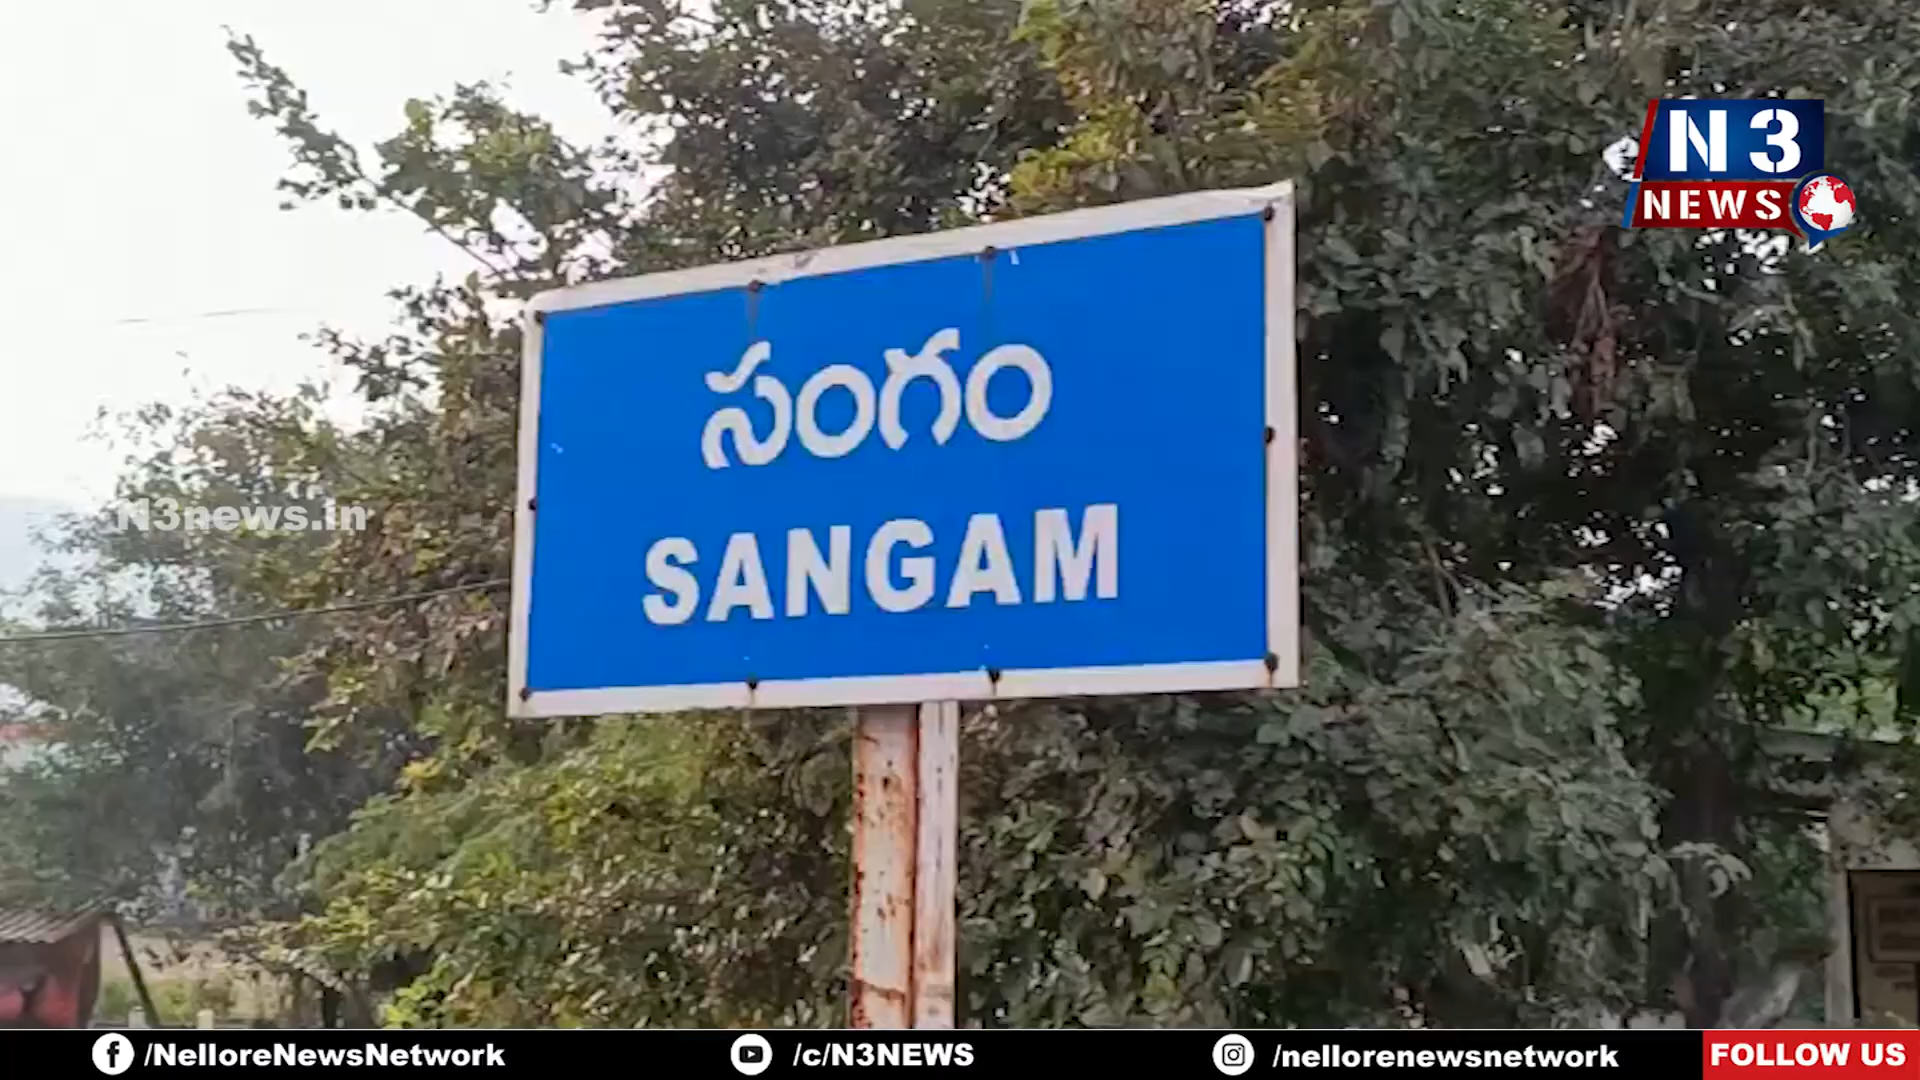 N3
NEWS
సంగం
N3news.in
SANGAM
/NelloreNewsNetwork
/c/N3NEWS
/nellorenewsnetwork
FOLLOW US